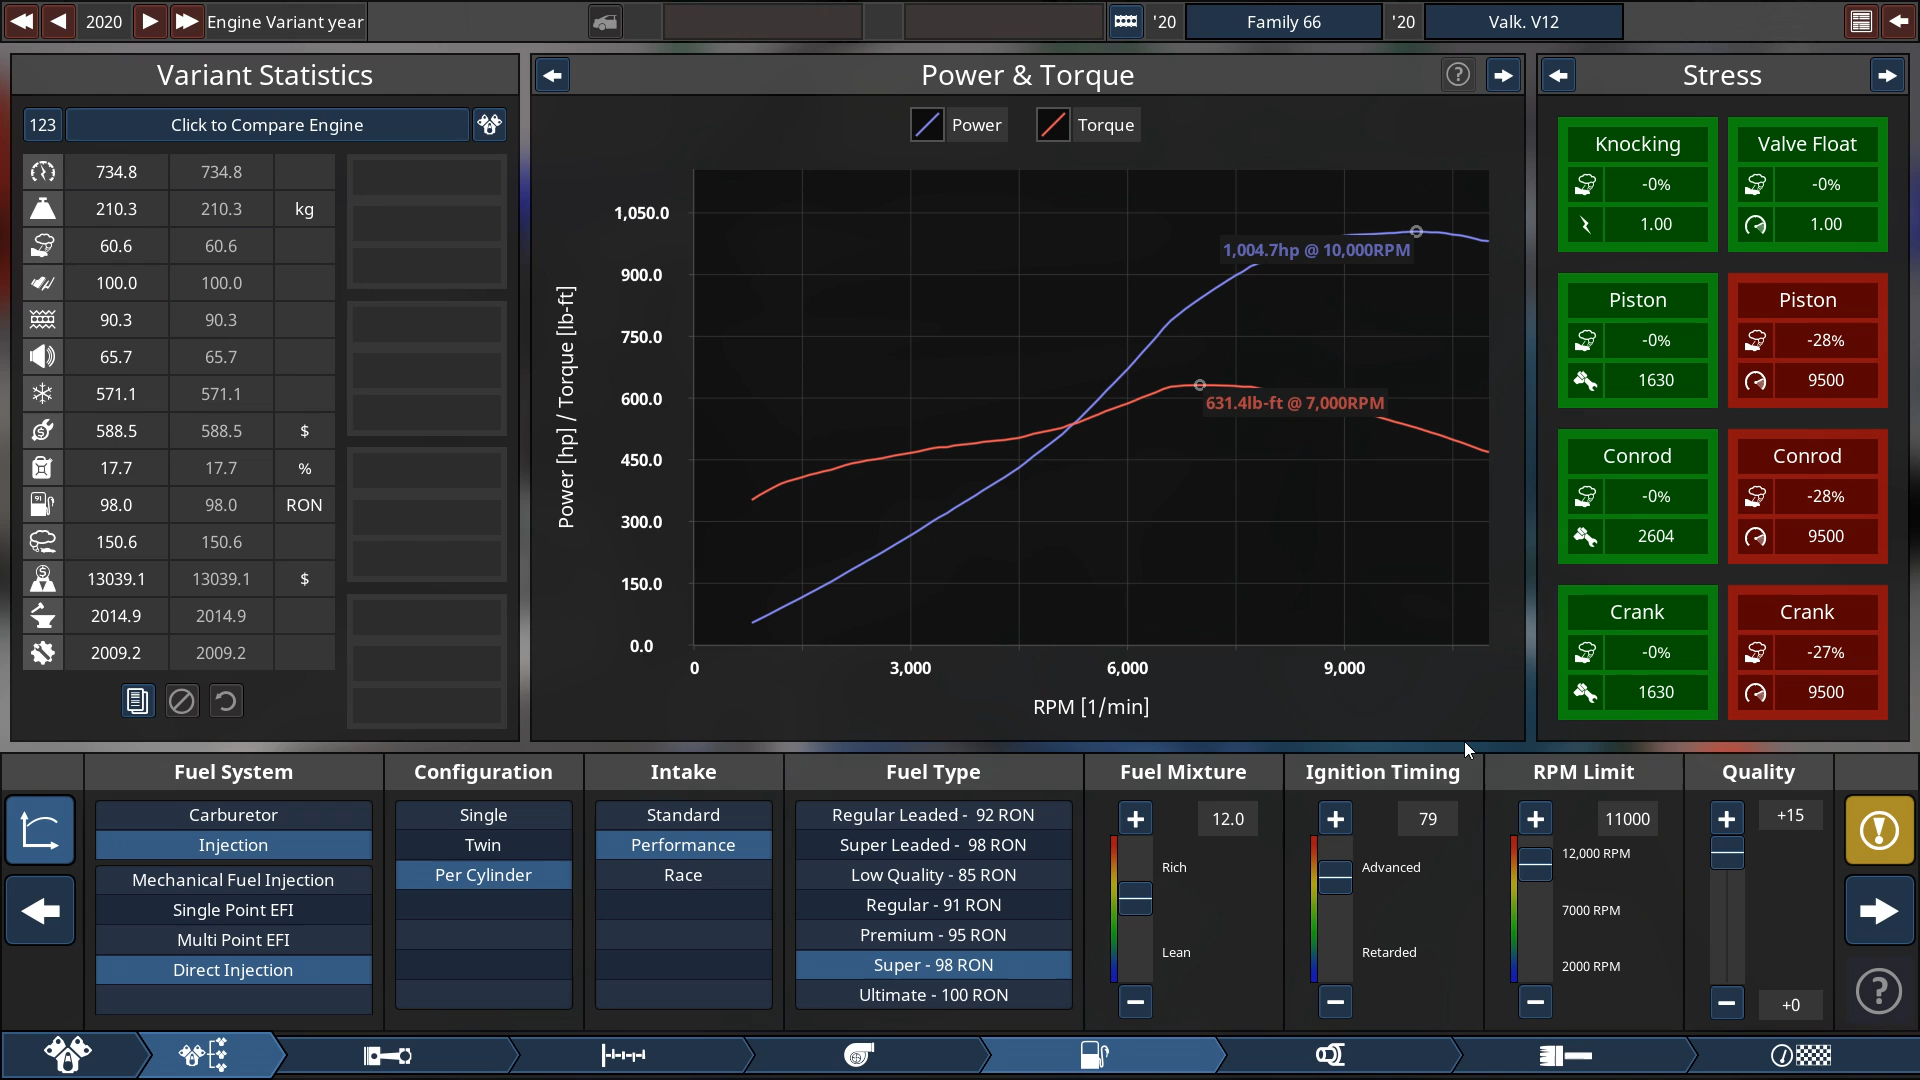 2020 Engine Variant year '20 Family 66 '20 Valk. V12
Variant Statistics
123 Click to Compare Engine
734.8 734.8
210.3 210.3 kg
60.6 60.6
100.0 100.0
90.3 90.3
65.7 65.7
571.1 571.1
588.5 588.5 $
17.7 17.7 %
91 98.0 98.0 RON
150.6 150.6
13039.1 13039.1 $
2014.9 2014.9
2009.2 2009.2
Power & Torque ?
Power Torque
Power [hp] / Torque [lb-ft]
1,050.0
900.0
750.0
600.0
450.0
300.0
150.0
0.0
1,004.7hp @ 10,000RPM
631.4lb-ft @ 7,000RPM
0 3,000 6,000 9,000
RPM [1/min]
Stress
Knocking
-0%
1.00
Valve Float
-0%
1.00
Piston
-0%
1630
Piston
-28%
9500
Conrod
-0%
2604
Conrod
-28%
9500
Crank
-0%
1630
Crank
-27%
9500
Fuel System
Carburetor
Injection
Mechanical Fuel Injection
Single Point EFI
Multi Point EFI
Direct Injection
Configuration
Single
Twin
Per Cylinder
Intake
Standard
Performance
Race
Fuel Type
Regular Leaded - 92 RON
Super Leaded - 98 RON
Low Quality - 85 RON
Regular - 91 RON
Premium - 95 RON
Super - 98 RON
Ultimate - 100 RON
Fuel Mixture
+ 12.0
Rich
Lean
−
Ignition Timing
+ 79
Advanced
Retarded
−
RPM Limit
+ 11000
12,000 RPM
7000 RPM
2000 RPM
−
Quality
+ +15
− +0
?